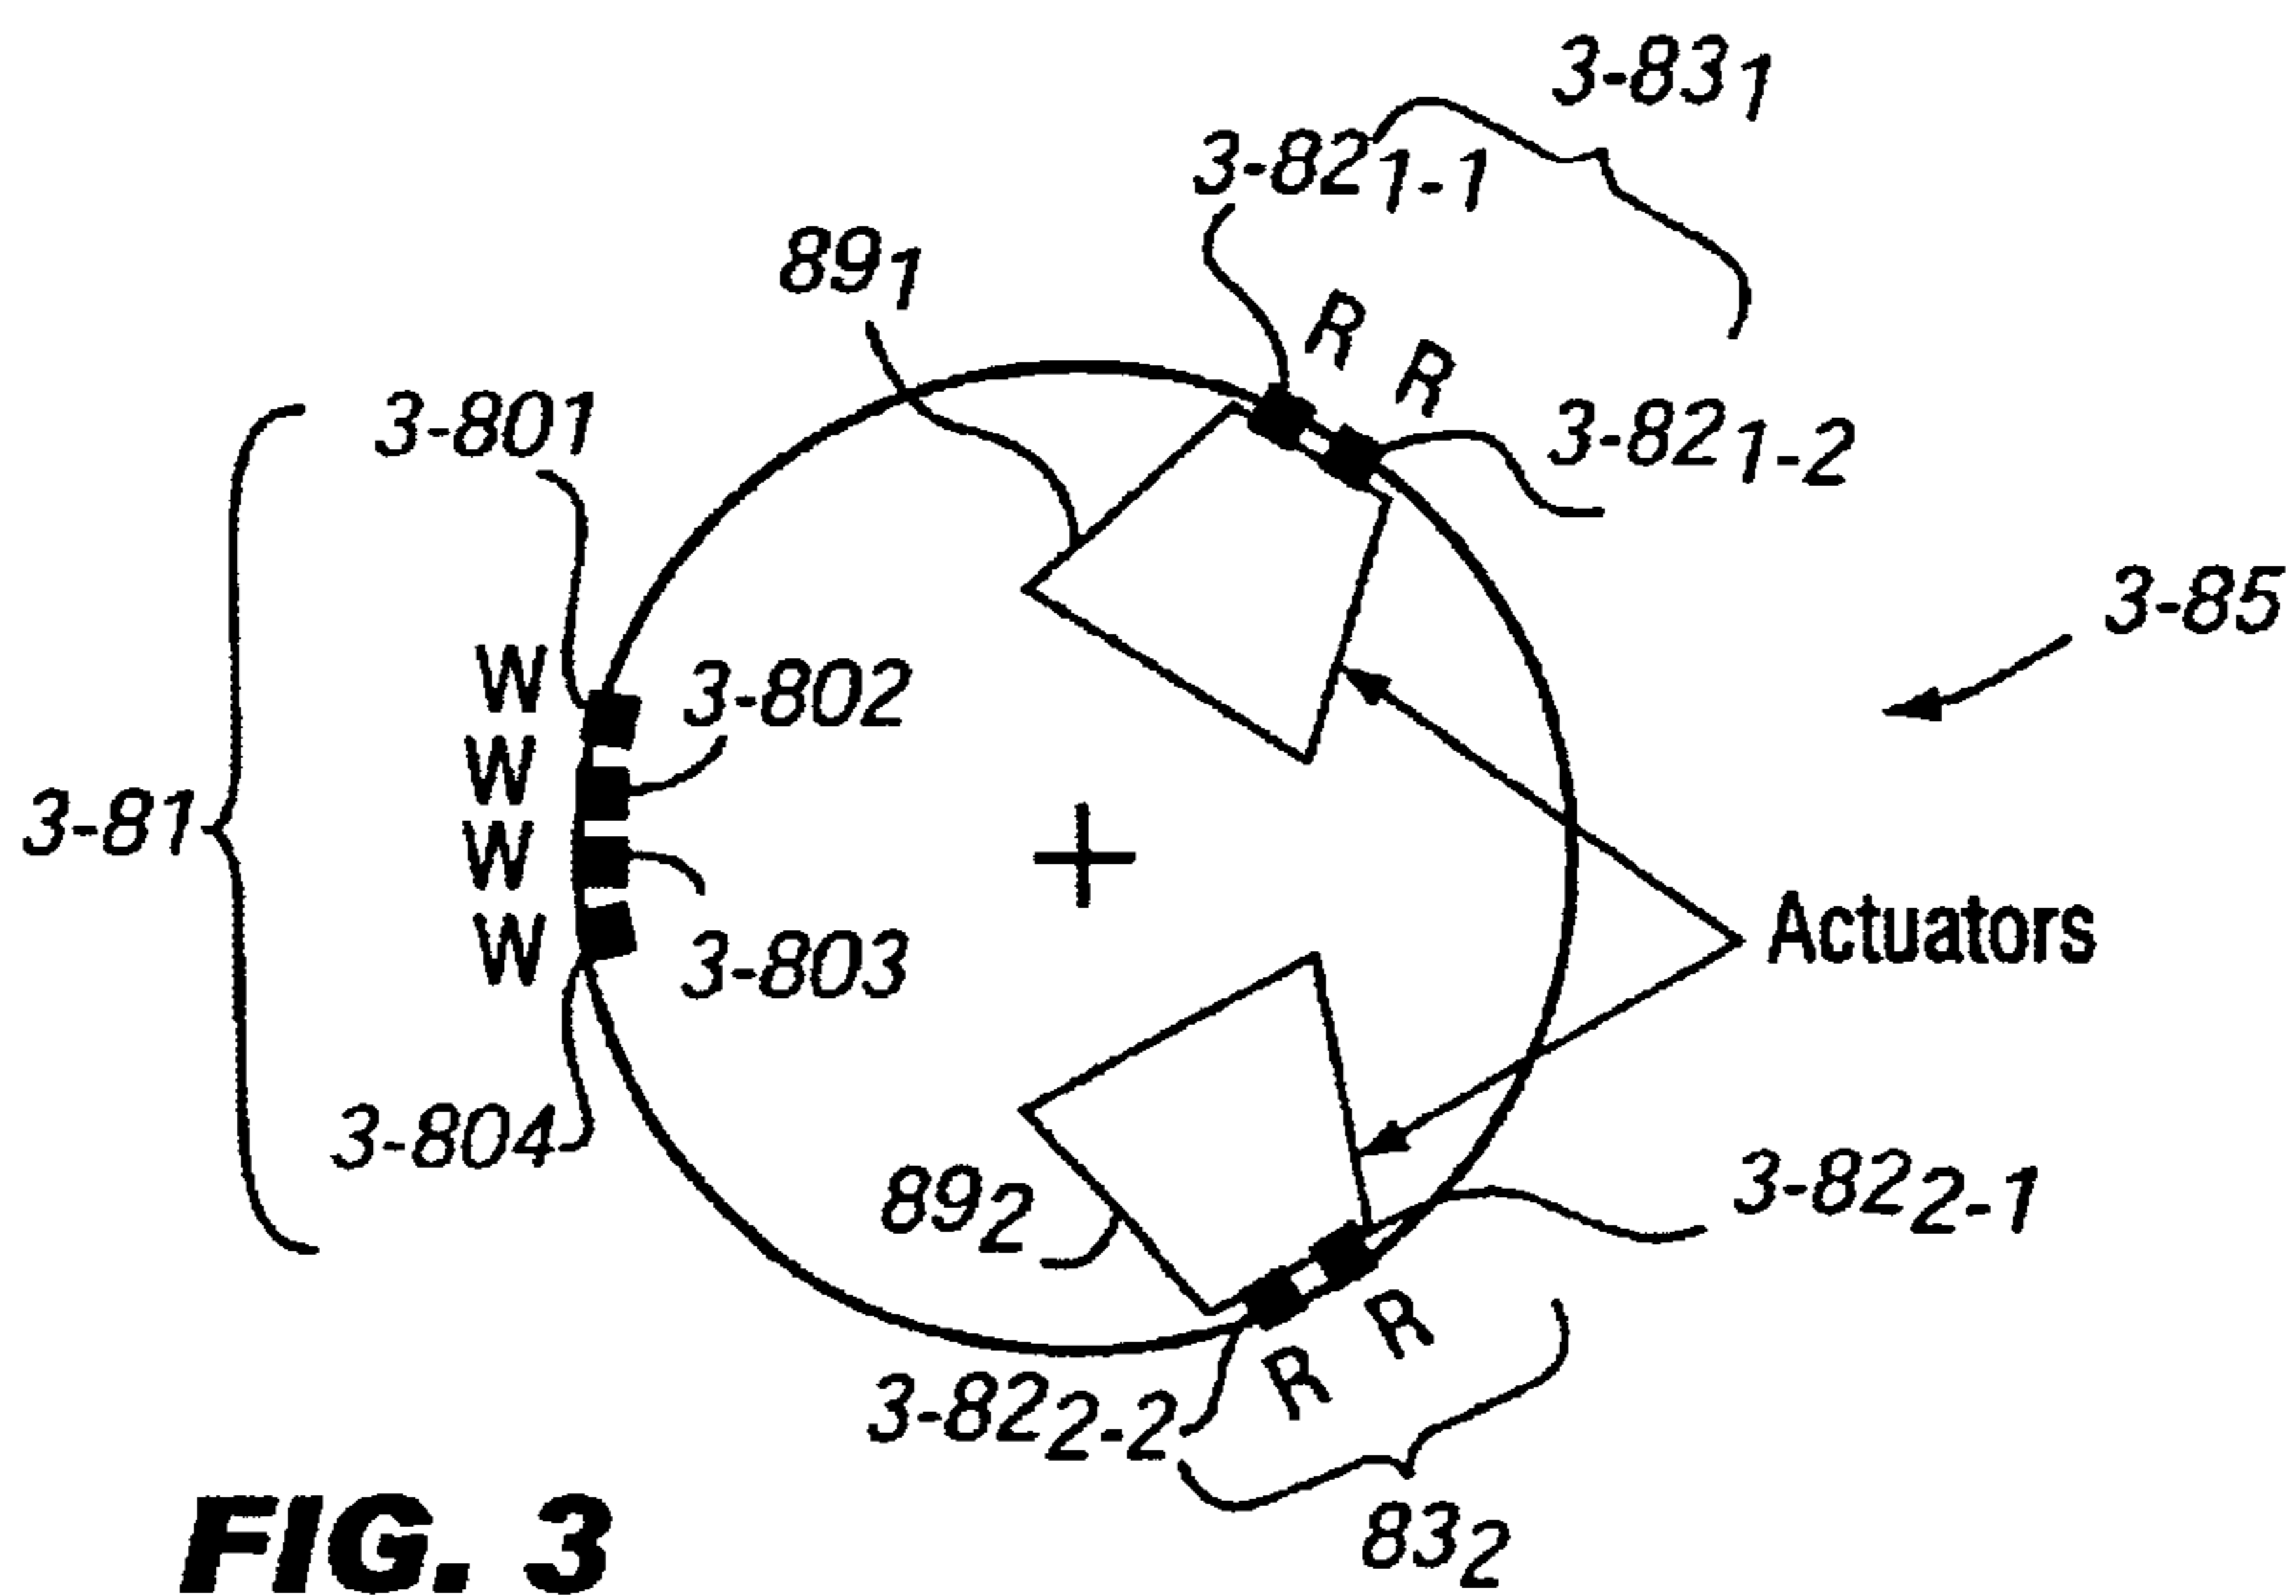 3-83₁
3-82₁₋₁
89₁
R
R
3-801
3-82₁₋₂
3-85
W
3-802
W
3-81
W
W
3-803
Actuators
3-804
89₂
3-82₂₋₁
R
R
3-82₂₋₂
83₂
FIG. 3